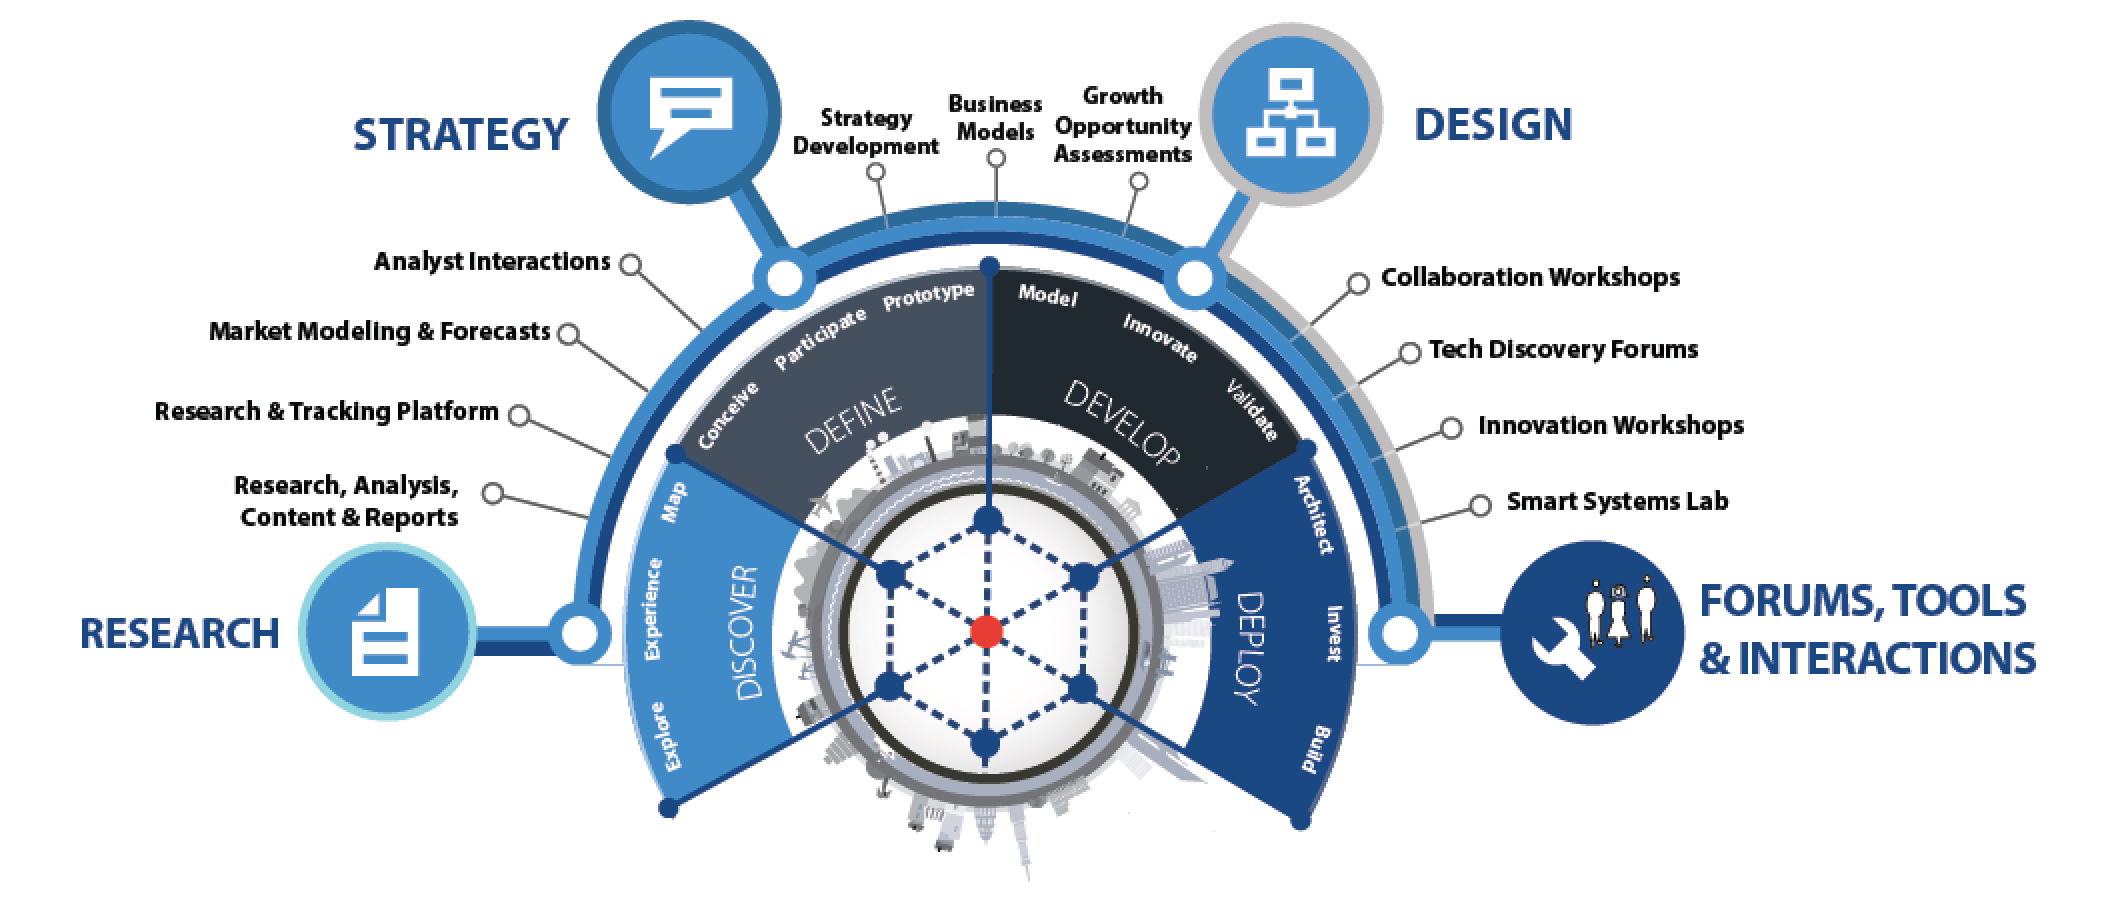 STRATEGY
Strategy
Development
Business
Models
Growth
Opportunity
Assessments
DESIGN
Analyst Interactions
Market Modeling & Forecasts
Research & Tracking Platform
Research, Analysis,
Content & Reports
RESEARCH
Collaboration Workshops
Tech Discovery Forums
Innovation Workshops
Smart Systems Lab
FORUMS, TOOLS
& INTERACTIONS
Explore
Experience
Map
DISCOVER
Conceive
Participate
Prototype
DEFINE
Model
Innovate
Validate
DEVELOP
Architect
Invest
Build
DEPLOY